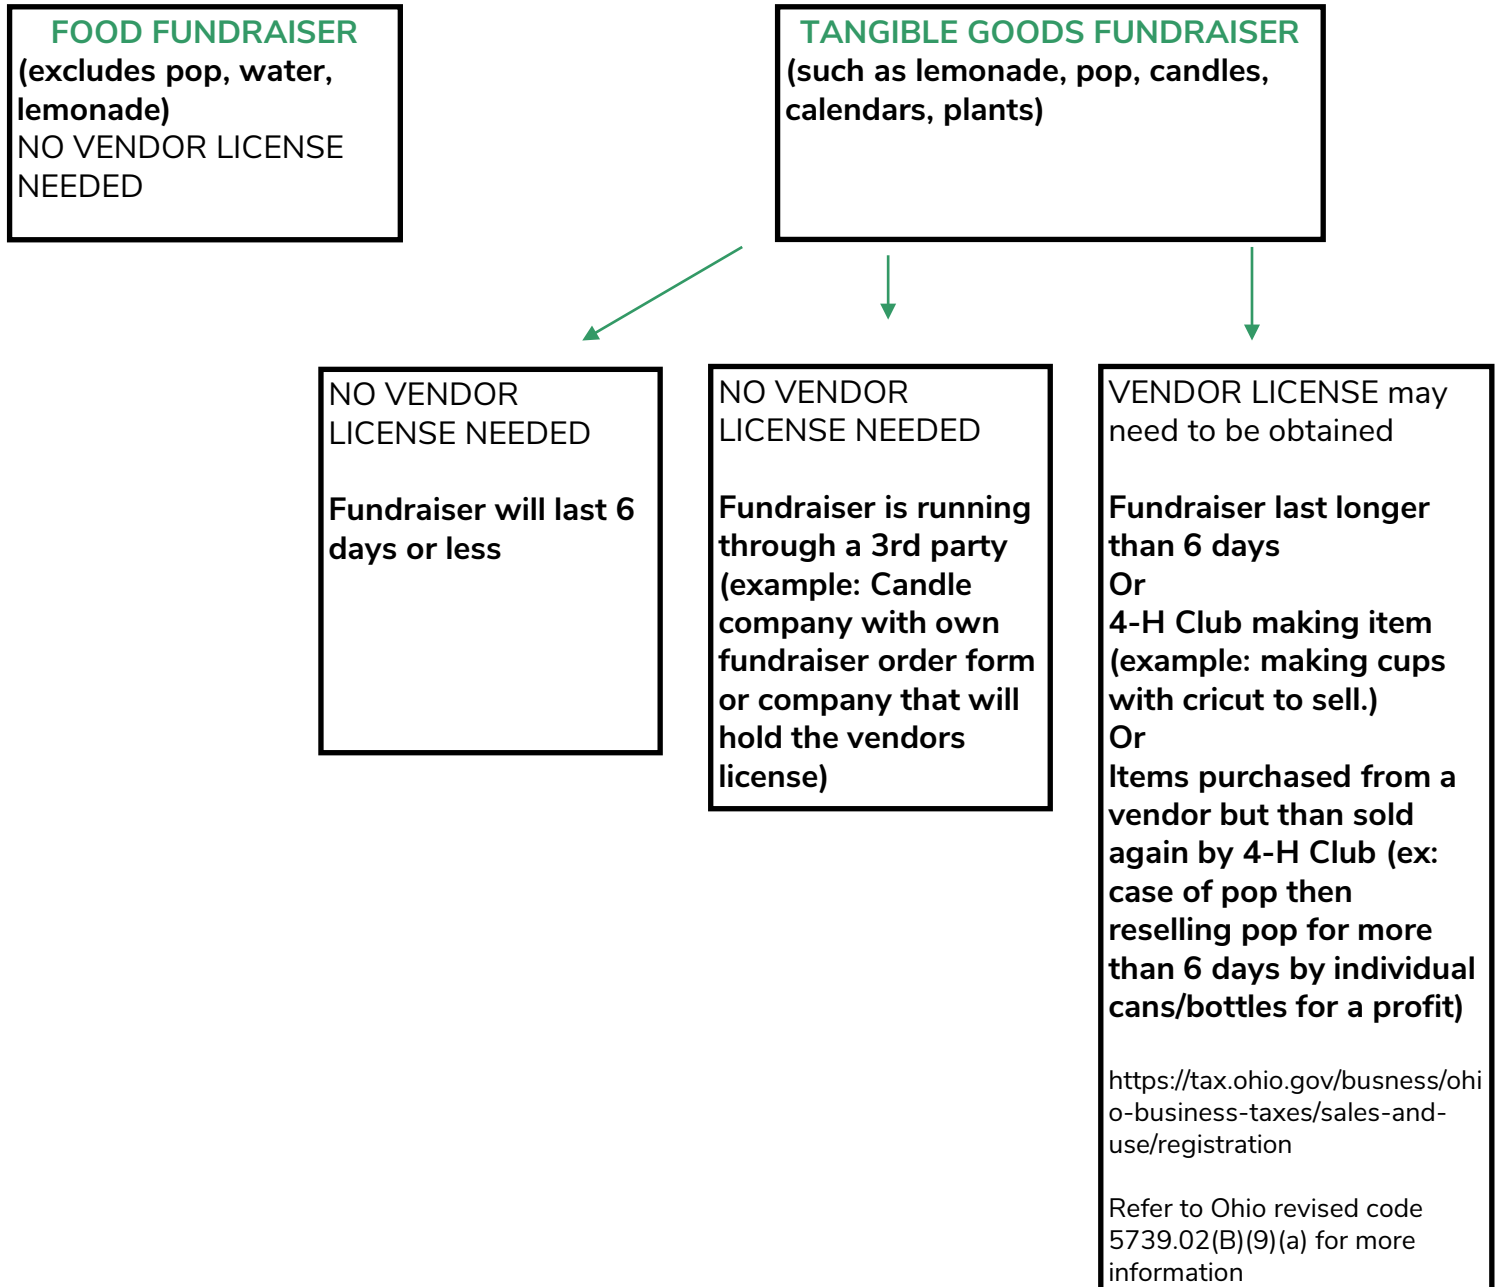 FOOD FUNDRAISER
(excludes pop, water,
lemonade)
NO VENDOR LICENSE
NEEDED
TANGIBLE GOODS FUNDRAISER
(such as lemonade, pop, candles,
calendars, plants)
NO VENDOR
LICENSE NEEDED
Fundraiser will last 6
days or less
NO VENDOR
LICENSE NEEDED
Fundraiser is running
through a 3rd party
(example: Candle
company with own
fundraiser order form
or company that will
hold the vendors
license)
VENDOR LICENSE may
need to be obtained
Fundraiser last longer
than 6 days
Or
4-H Club making item
(example: making cups
with cricut to sell.)
Or
Items purchased from a
vendor but than sold
again by 4-H Club (ex:
case of pop then
reselling pop for more
than 6 days by individual
cans/bottles for a profit)
https://tax.ohio.gov/busness/ohi
o-business-taxes/sales-and-
use/registration
Refer to Ohio revised code
5739.02(B)(9)(a) for more
information